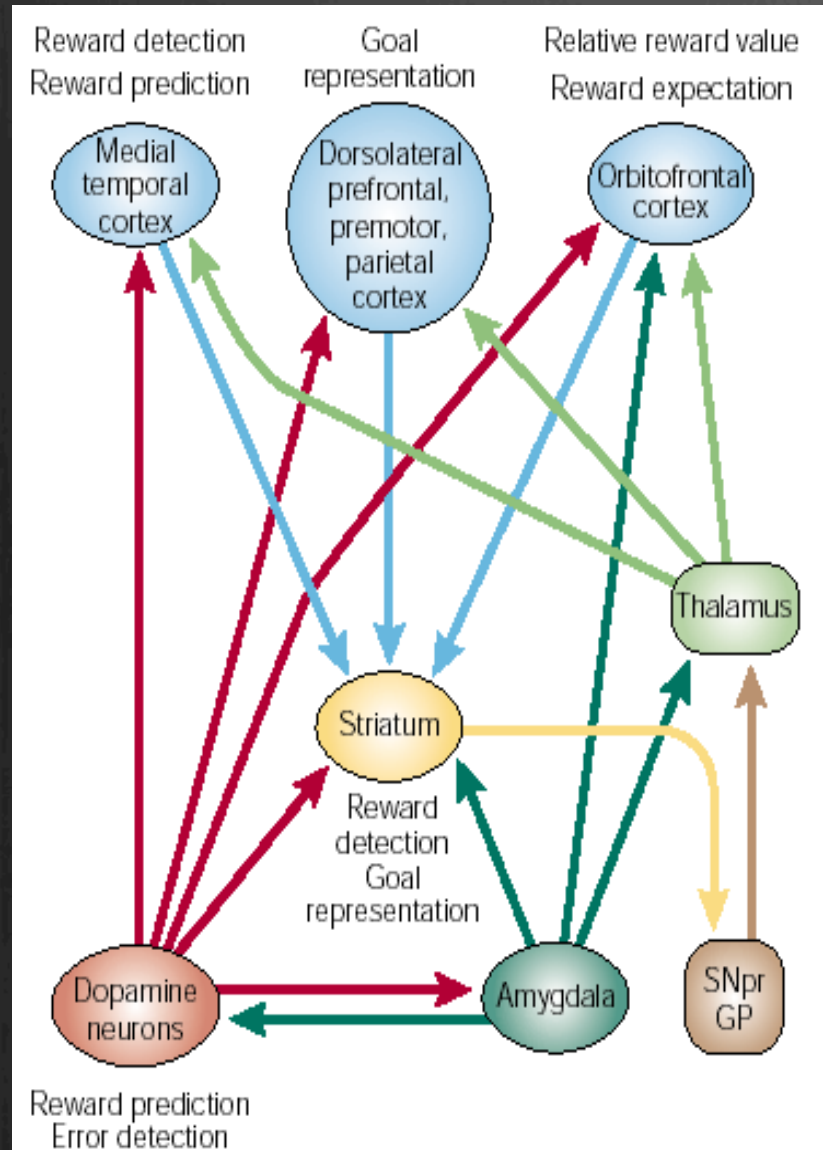 Reward detection
Reward prediction
Goal
representation
Relative reward value
Reward expectation
Medial
temporal
cortex
Dorsolateral
prefrontal,
premotor,
parietal
cortex
Orbitofrontal
cortex
Thalamus
Striatum
Reward
detection
Goal
representation
Dopamine
neurons
Amygdala
SNpr
GP
Reward prediction
Error detection